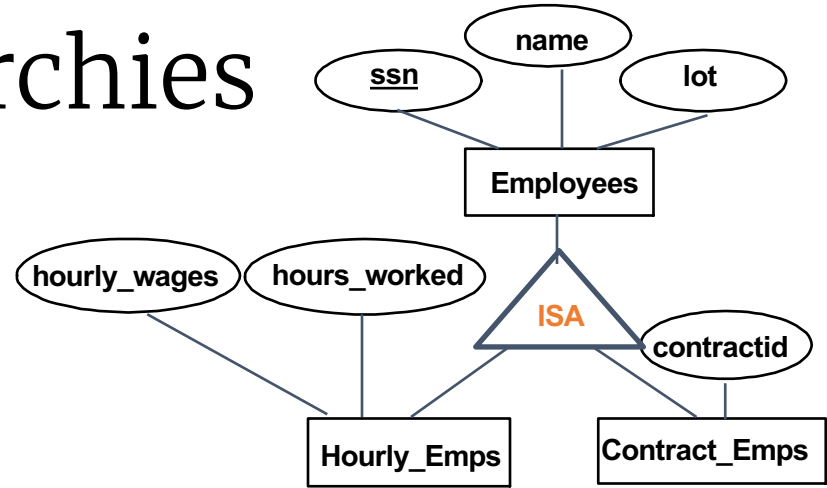 rchies
name
ssn
lot
Employees
hourly_wages
hours_worked
ISA
contractid
Hourly_Emps
Contract_Emps